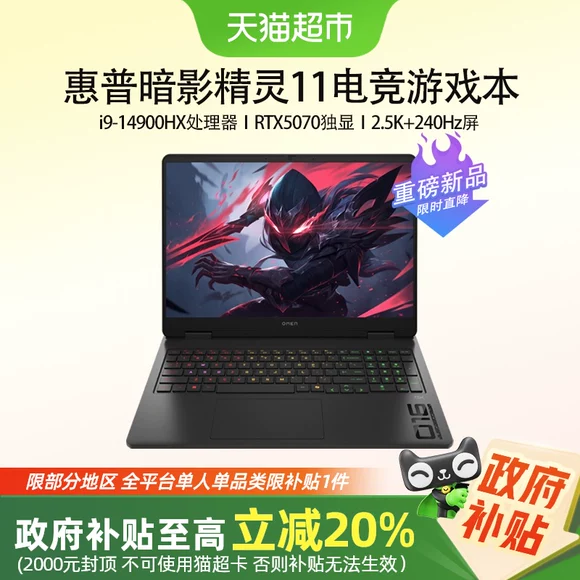 天猫超市
惠普暗影精灵11电竞游戏本
i9-14900HX处理器 | RTX5070独显 | 2.5K+240Hz屏
重磅新品
限时直降
OMEN
限部分地区 全平台单人单品类限补贴1件
政府补贴至高 立减20%
(2000元封顶 不可使用猫超卡 否则补贴无法生效)
政府
补贴